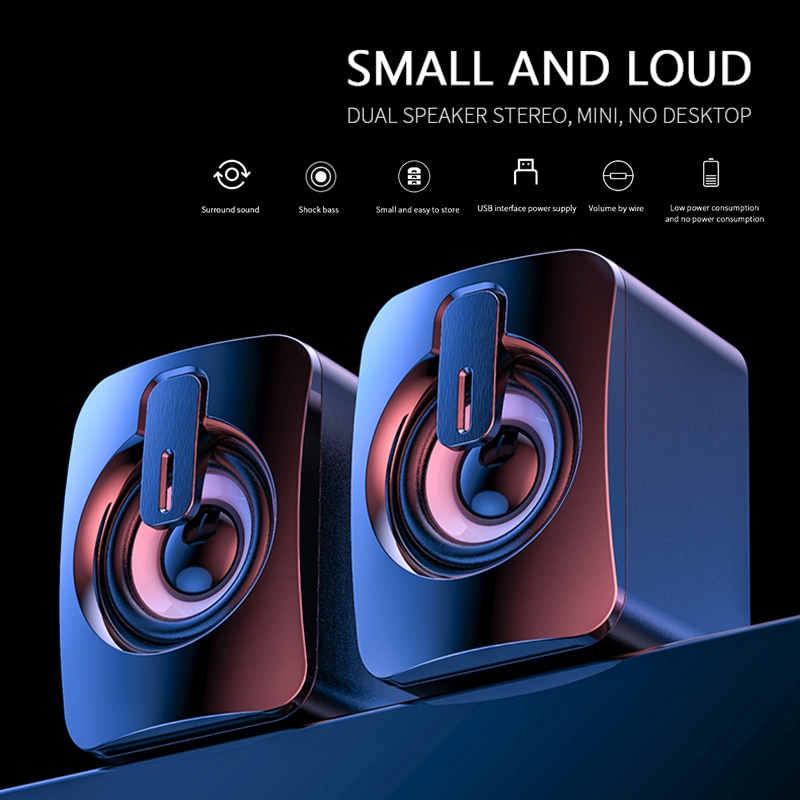 SMALL AND LOUD
DUAL SPEAKER STEREO, MINI, NO DESKTOP
Surround sound
Shock bass
Small and easy to store
USB interface power supply
Volume by wire
Low power consumption
and no power consumption